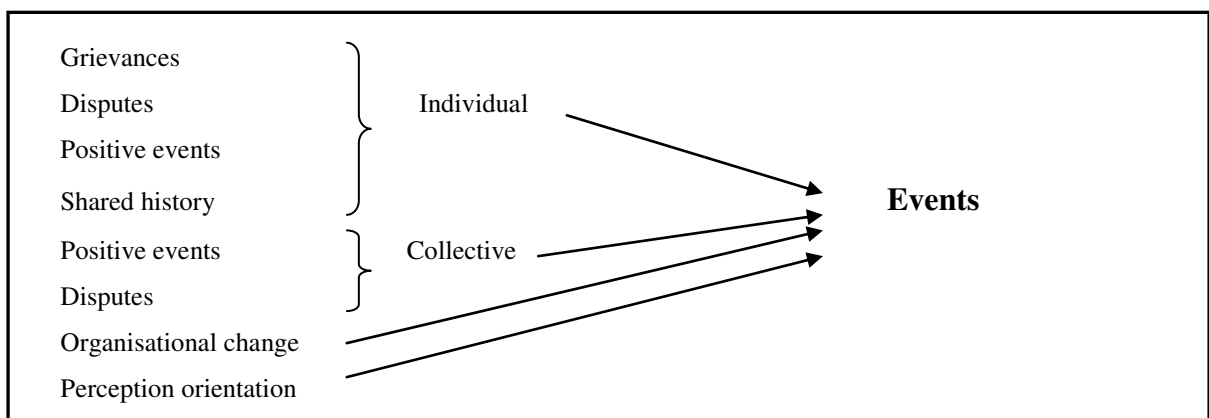 Grievances
Disputes
Individual
Positive events
Shared history
Events
Positive events
Collective
Disputes
Organisational change
Perception orientation